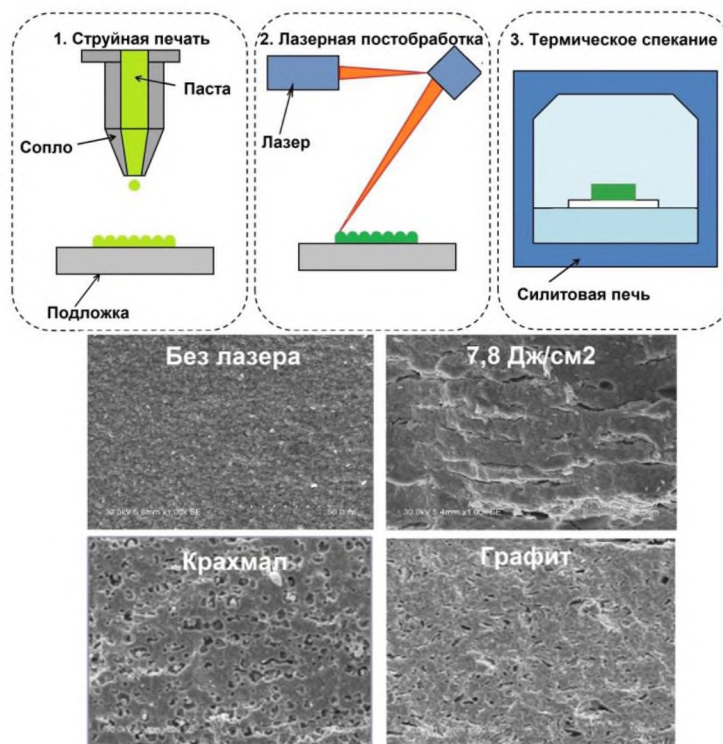 1. Струйная печать
Паста
Сопло
Подложка
2. Лазерная постобработка
Лазер
3. Термическое спекание
Силитовая печь
Без лазера
7,8 Дж/см2
Крахмал
Графит